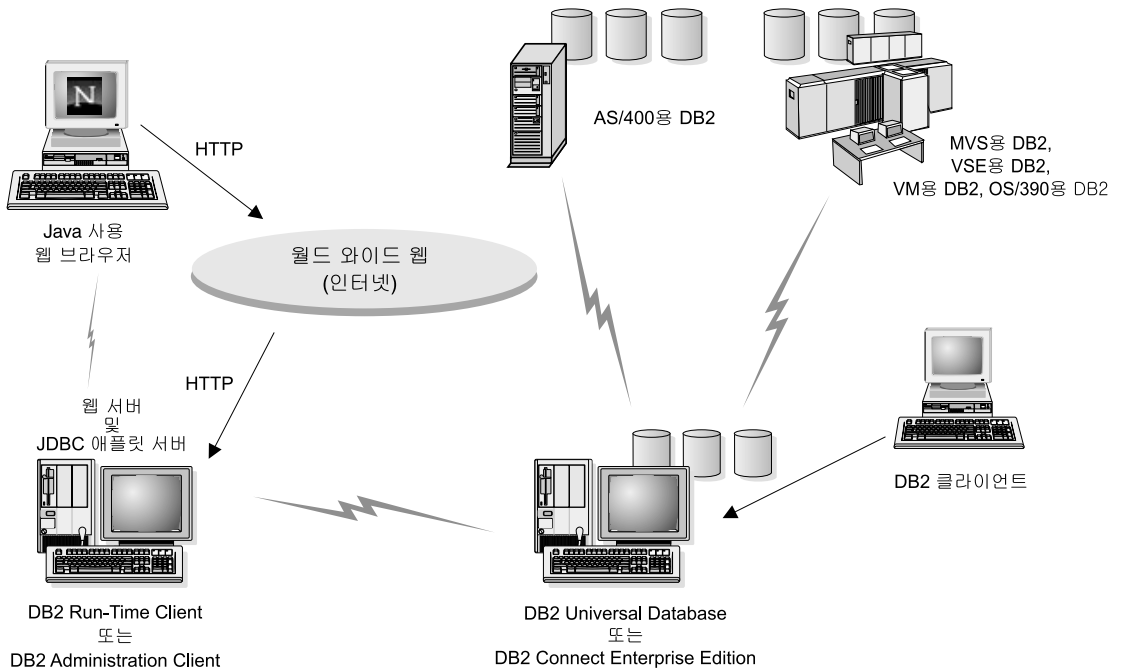 N
HTTP
Java 사용
웹 브라우저
AS/400용 DB2
MVS용 DB2,
VSE용 DB2,
VM용 DB2, OS/390용 DB2
월드 와이드 웹
(인터넷)
HTTP
웹 서버
및
JDBC 애플릿 서버
DB2 클라이언트
DB2 Run-Time Client
또는
DB2 Administration Client
DB2 Universal Database
또는
DB2 Connect Enterprise Edition